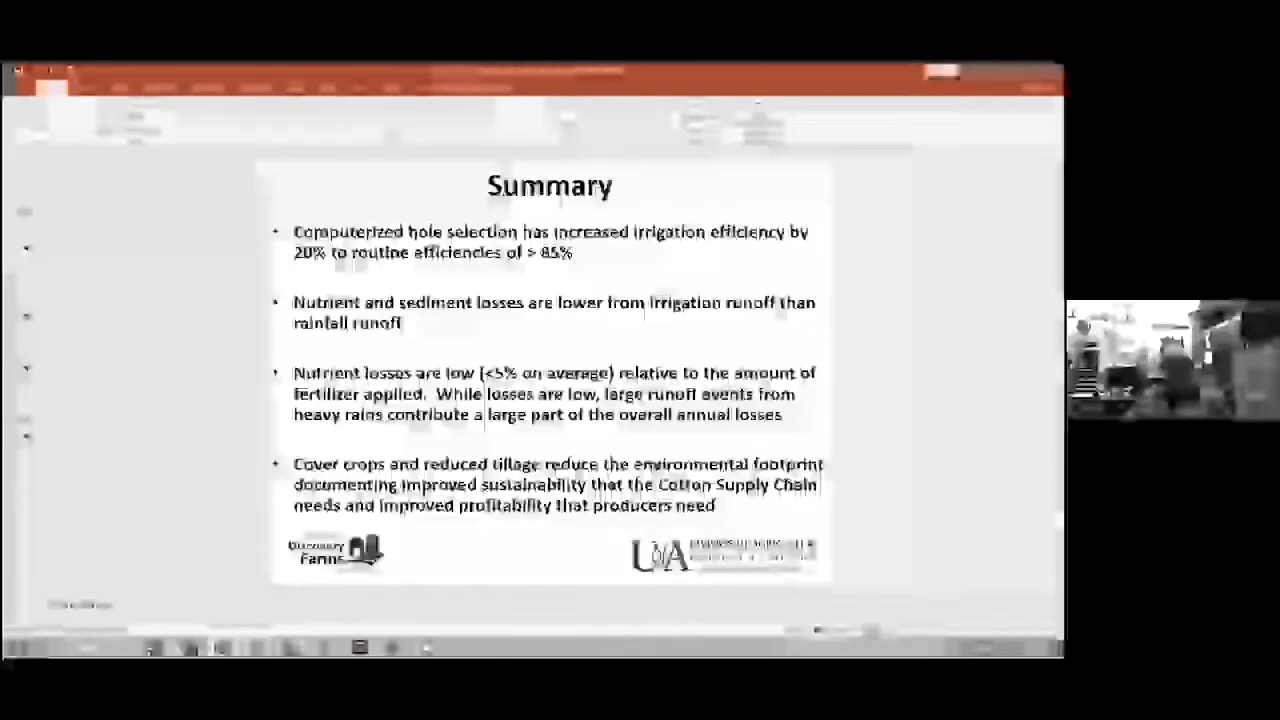 Summary
• Computerized hole selection has increased irrigation efficiency by
20% to routine efficiencies of > 85%
• Nutrient and sediment losses are lower from irrigation runoff than
rainfall runoff
• Nutrient losses are low (<5% on average) relative to the amount of
fertilizer applied. While losses are low, large runoff events from
heavy rains contribute a large part of the overall annual losses
• Cover crops and reduced tillage reduce the environmental footprint
documenting improved sustainability that the Cotton Supply Chain
needs and improved profitability that producers need
Discovery
Farms
UA